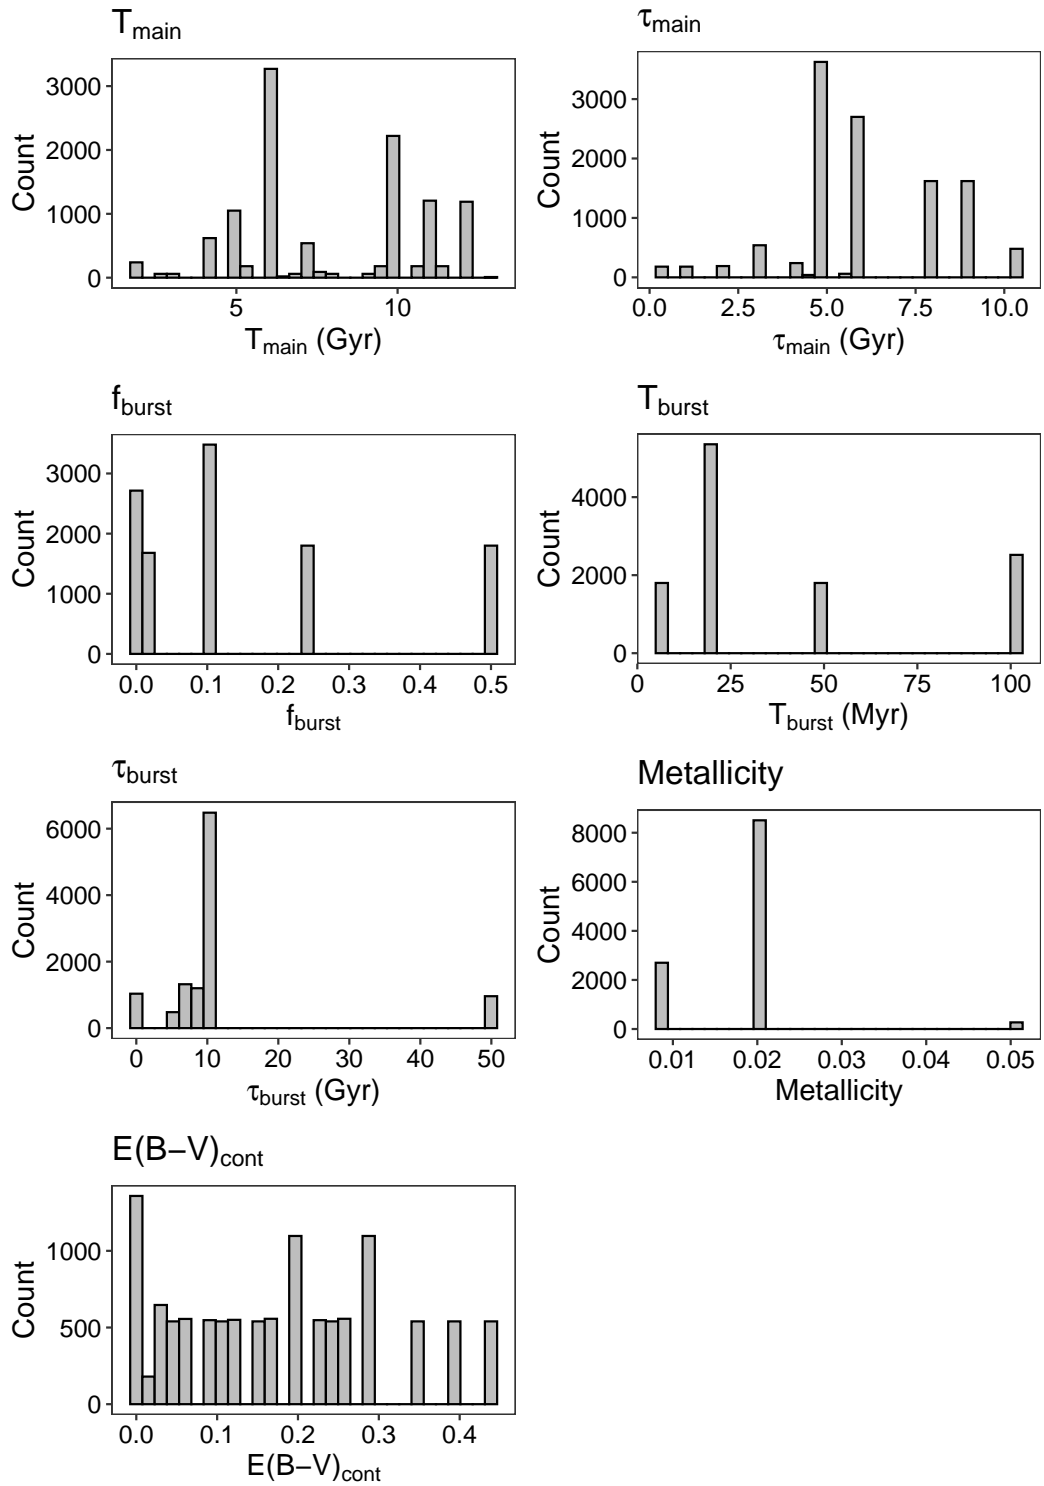 T_main
3000
2000
1000
0
Count
5 10
T_main (Gyr)
τ_main
3000
2000
1000
0
Count
0.0 2.5 5.0 7.5 10.0
τ_main (Gyr)
f_burst
3000
2000
1000
0
Count
0.0 0.1 0.2 0.3 0.4 0.5
f_burst
T_burst
4000
2000
0
Count
0 25 50 75 100
T_burst (Myr)
τ_burst
6000
4000
2000
0
Count
0 10 20 30 40 50
τ_burst (Gyr)
Metallicity
8000
6000
4000
2000
0
Count
0.01 0.02 0.03 0.04 0.05
Metallicity
E(B−V)_cont
1000
500
0
Count
0.0 0.1 0.2 0.3 0.4
E(B−V)_cont